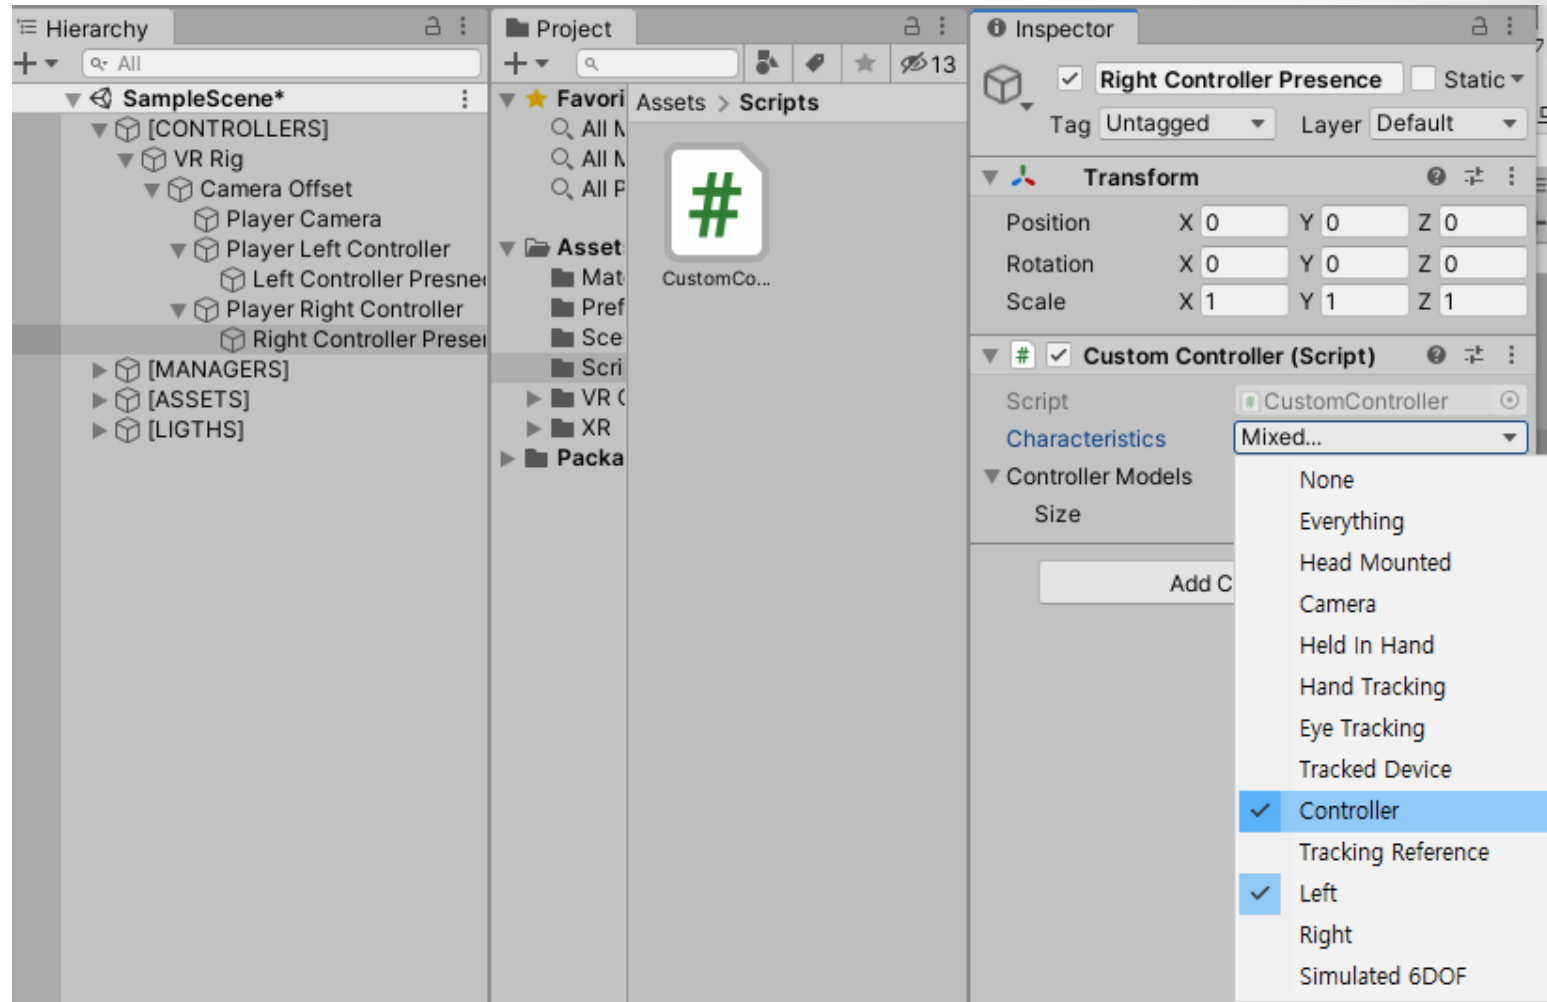 Hierarchy
All
SampleScene*
[CONTROLLERS]
VR Rig
Camera Offset
Player Camera
Player Left Controller
Left Controller Presne
Player Right Controller
Right Controller Prese
[MANAGERS]
[ASSETS]
[LIGTHS]
Project
13
Favori
All M
All M
All P
Asset
Mat
Pref
Sce
Scri
VR C
XR
Packa
Assets > Scripts
#
CustomCo...
Inspector
Right Controller Presence
Static
Tag Untagged
Layer Default
Transform
Position X 0 Y 0 Z 0
Rotation X 0 Y 0 Z 0
Scale X 1 Y 1 Z 1
# Custom Controller (Script)
Script # CustomController
Characteristics Mixed...
Controller Models
Size
Add C
None
Everything
Head Mounted
Camera
Held In Hand
Hand Tracking
Eye Tracking
Tracked Device
Controller
Tracking Reference
Left
Right
Simulated 6DOF